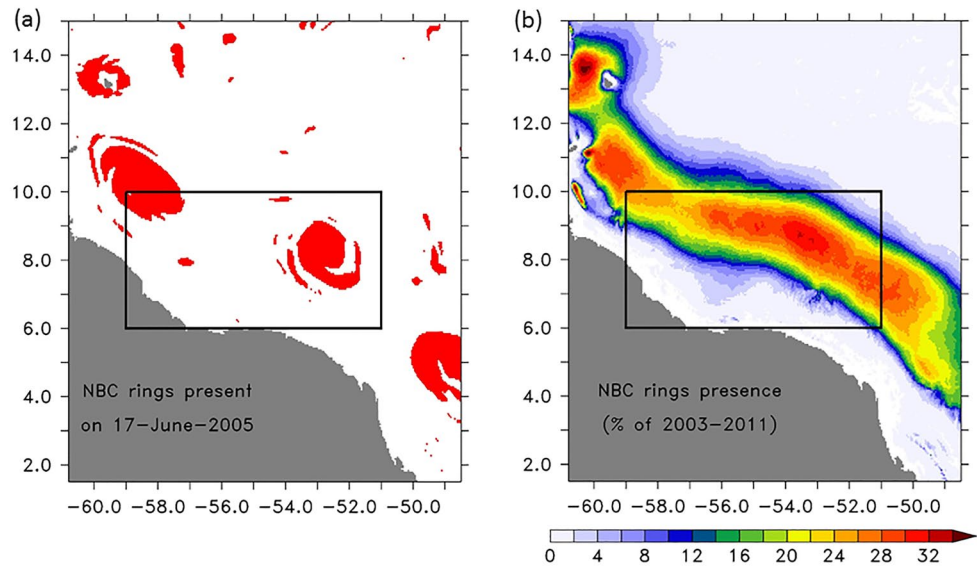 (a)
14.0
12.0
10.0
8.0
6.0
4.0
2.0
NBC rings present
on 17-June-2005
-60.0 -58.0 -56.0 -54.0 -52.0 -50.0
(b)
14.0
12.0
10.0
8.0
6.0
4.0
2.0
NBC rings presence
(% of 2003-2011)
-60.0 -58.0 -56.0 -54.0 -52.0 -50.0
0 4 8 12 16 20 24 28 32